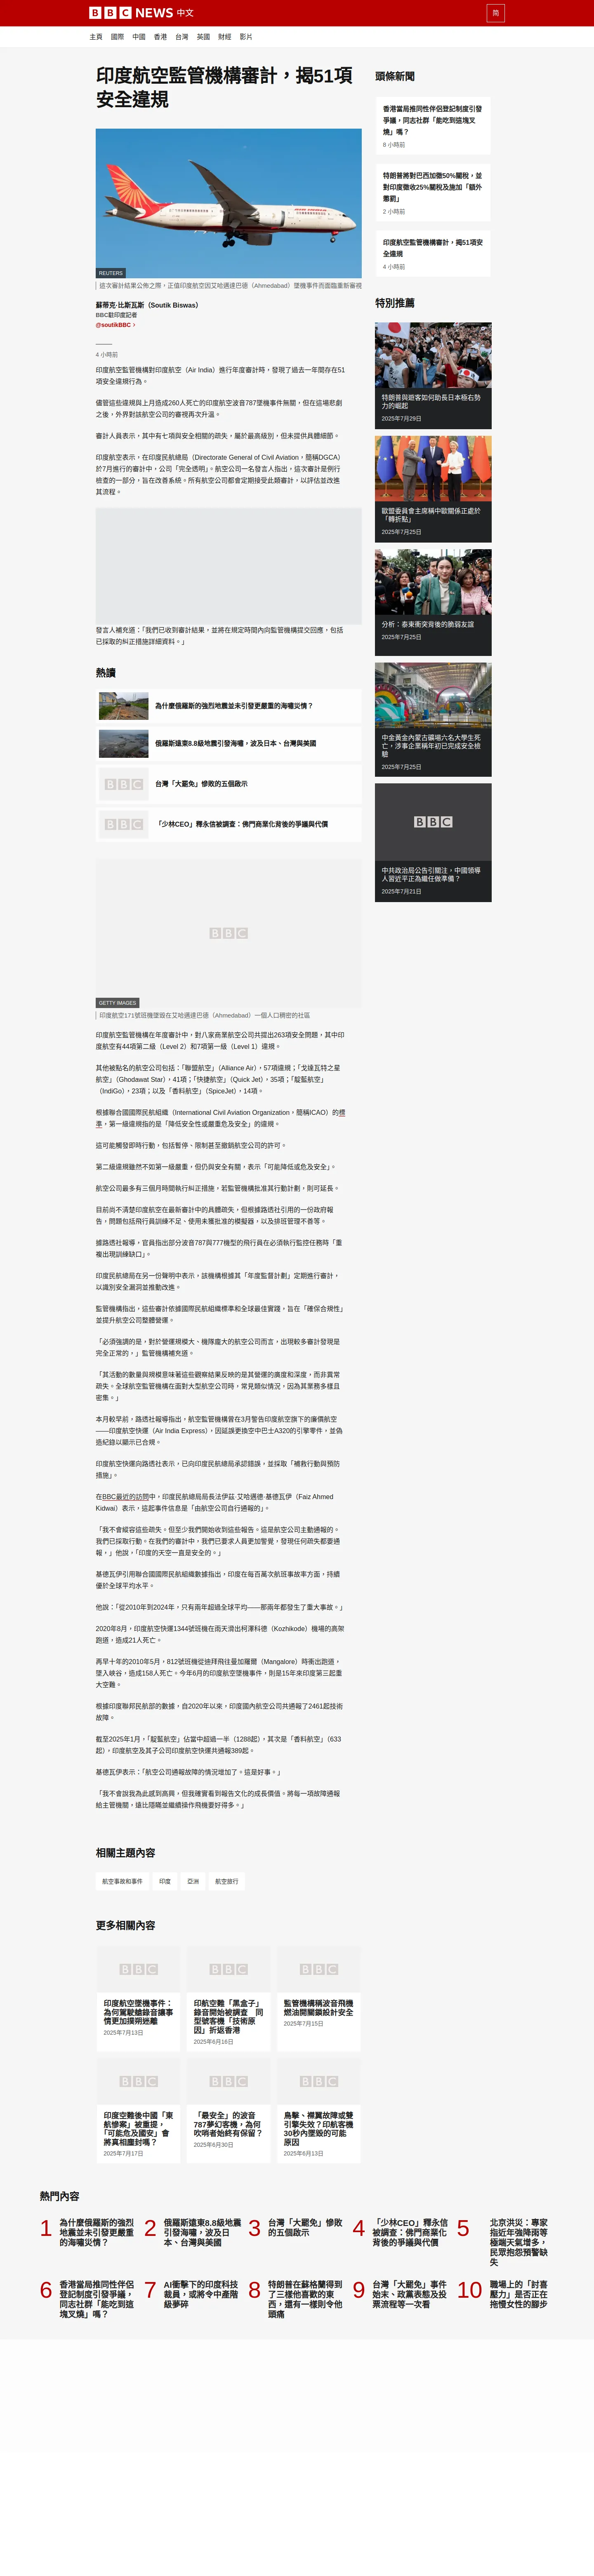 BBC NEWS 中文
简
主頁 國際 中國 香港 台灣 英國 財經 影片
印度航空監管機構審計，揭51項
安全違規
REUTERS
這次審計結果公佈之際，正值印度航空因艾哈邁達巴德（Ahmedabad）墜機事件而面臨重新審視
蘇蒂克·比斯瓦斯（Soutik Biswas）
BBC駐印度記者
@soutikBBC
4 小時前
印度航空監管機構對印度航空（Air India）進行年度審計時，發現了過去一年間存在51
項安全違規行為。
儘管這些違規與上月造成260人死亡的印度航空波音787墜機事件無關，但在這場悲劇
之後，外界對該航空公司的審視再次升溫。
審計人員表示，其中有七項與安全相關的疏失，屬於最高級別，但未提供具體細節。
印度航空表示，在印度民航總局（Directorate General of Civil Aviation，簡稱DGCA）
於7月進行的審計中，公司「完全透明」。航空公司一名發言人指出，這次審計是例行
檢查的一部分，旨在改善系統。所有航空公司都會定期接受此類審計，以評估並改進
其流程。
發言人補充道：「我們已收到審計結果，並將在規定時間內向監管機構提交回應，包括
已採取的糾正措施詳細資料。」
熱讀
為什麼俄羅斯的強烈地震並未引發更嚴重的海嘯災情？
俄羅斯遠東8.8級地震引發海嘯，波及日本、台灣與美國
BBC
台灣「大罷免」慘敗的五個啟示
BBC
「少林CEO」釋永信被調查：佛門商業化背後的爭議與代價
BBC
GETTY IMAGES
印度航空171號班機墜毀在艾哈邁達巴德（Ahmedabad）一個人口稠密的社區
印度航空監管機構在年度審計中，對八家商業航空公司共提出263項安全問題，其中印
度航空有44項第二級（Level 2）和7項第一級（Level 1）違規。
其他被點名的航空公司包括：「聯盟航空」（Alliance Air），57項違規；「戈達瓦特之星
航空」（Ghodawat Star），41項；「快捷航空」（Quick Jet），35項；「靛藍航空」
（IndiGo），23項；以及「香料航空」（SpiceJet），14項。
根據聯合國國際民航組織（International Civil Aviation Organization，簡稱ICAO）的標
準，第一級違規指的是「降低安全性或嚴重危及安全」的違規。
這可能觸發即時行動，包括暫停、限制甚至撤銷航空公司的許可。
第二級違規雖然不如第一級嚴重，但仍與安全有關，表示「可能降低或危及安全」。
航空公司最多有三個月時間執行糾正措施，若監管機構批准其行動計劃，則可延長。
目前尚不清楚印度航空在最新審計中的具體疏失，但根據路透社引用的一份政府報
告，問題包括飛行員訓練不足、使用未獲批准的模擬器，以及排班管理不善等。
據路透社報導，官員指出部分波音787與777機型的飛行員在必須執行監控任務時「重
複出現訓練缺口」。
印度民航總局在另一份聲明中表示，該機構根據其「年度監督計劃」定期進行審計，
以識別安全漏洞並推動改進。
監管機構指出，這些審計依據國際民航組織標準和全球最佳實踐，旨在「確保合規性」
並提升航空公司整體營運。
「必須強調的是，對於營運規模大、機隊龐大的航空公司而言，出現較多審計發現是
完全正常的，」監管機構補充道。
「其活動的數量與規模意味著這些觀察結果反映的是其營運的廣度和深度，而非異常
疏失。全球航空監管機構在面對大型航空公司時，常見類似情況，因為其業務多樣且
密集。」
本月較早前，路透社報導指出，航空監管機構曾在3月警告印度航空旗下的廉價航空
——印度航空快運（Air India Express），因延誤更換空中巴士A320的引擎零件，並偽
造紀錄以顯示已合規。
印度航空快運向路透社表示，已向印度民航總局承認錯誤，並採取「補救行動與預防
措施」。
在BBC最近的訪問中，印度民航總局局長法伊茲·艾哈邁德·基德瓦伊（Faiz Ahmed
Kidwai）表示，這起事件信息是「由航空公司自行通報的」。
「我不會縱容這些疏失。但至少我們開始收到這些報告。這是航空公司主動通報的。
我們已採取行動。在我們的審計中，我們已要求人員更加警覺，發現任何疏失都要通
報，」他說，「印度的天空一直是安全的。」
基德瓦伊引用聯合國國際民航組織數據指出，印度在每百萬次航班事故率方面，持續
優於全球平均水平。
他說：「從2010年到2024年，只有兩年超過全球平均——那兩年都發生了重大事故。」
2020年8月，印度航空快運1344號班機在雨天滑出柯澤科德（Kozhikode）機場的高架
跑道，造成21人死亡。
再早十年的2010年5月，812號班機從迪拜飛往曼加羅爾（Mangalore）時衝出跑道，
墜入峽谷，造成158人死亡。今年6月的印度航空墜機事件，則是15年來印度第三起重
大空難。
根據印度聯邦民航部的數據，自2020年以來，印度國內航空公司共通報了2461起技術
故障。
截至2025年1月，「靛藍航空」佔當中超過一半（1288起），其次是「香料航空」（633
起），印度航空及其子公司印度航空快運共通報389起。
基德瓦伊表示：「航空公司通報故障的情況增加了。這是好事。」
「我不會說我為此感到高興，但我確實看到報告文化的成長價值。將每一項故障通報
給主管機關，遠比隱瞞並繼續操作飛機要好得多。」
相關主題內容
航空事故和事件 印度 亞洲 航空旅行
更多相關內容
BBC
印度航空墜機事件：
為何駕駛艙錄音讓事
情更加撲朔迷離
2025年7月13日
BBC
印航空難「黑盒子」
錄音開始被調查 同
型號客機「技術原
因」折返香港
2025年6月16日
BBC
監管機構稱波音飛機
燃油開關鎖設計安全
2025年7月15日
BBC
印度空難後中國「東
航慘案」被重提，
「可能危及國安」會
將真相塵封嗎？
2025年7月17日
BBC
「最安全」的波音
787夢幻客機，為何
吹哨者始終有保留？
2025年6月30日
BBC
鳥擊、襟翼故障或雙
引擎失效？印航客機
30秒內墜毀的可能
原因
2025年6月13日
頭條新聞
香港當局推同性伴侶登記制度引發
爭議，同志社群「能吃到這塊叉
燒」嗎？
8 小時前
特朗普將對巴西加徵50%關稅，並
對印度徵收25%關稅及施加「額外
懲罰」
2 小時前
印度航空監管機構審計，揭51項安
全違規
4 小時前
特別推薦
特朗普與遊客如何助長日本極右勢
力的崛起
2025年7月29日
歐盟委員會主席稱中歐關係正處於
「轉折點」
2025年7月25日
分析：泰柬衝突背後的脆弱友誼
2025年7月25日
中金黃金內蒙古礦場六名大學生死
亡，涉事企業稱年初已完成安全檢
驗
2025年7月25日
BBC
中共政治局公告引關注，中國領導
人習近平正為繼任做準備？
2025年7月21日
熱門內容
1 為什麼俄羅斯的強烈
地震並未引發更嚴重
的海嘯災情？
2 俄羅斯遠東8.8級地震
引發海嘯，波及日
本、台灣與美國
3 台灣「大罷免」慘敗
的五個啟示
4 「少林CEO」釋永信
被調查：佛門商業化
背後的爭議與代價
5 北京洪災：專家
指近年強降雨等
極端天氣增多，
民眾抱怨預警缺
失
6 香港當局推同性伴侶
登記制度引發爭議，
同志社群「能吃到這
塊叉燒」嗎？
7 AI衝擊下的印度科技
裁員，或將令中產階
級夢碎
8 特朗普在蘇格蘭得到
了三樣他喜歡的東
西，還有一樣則令他
頭痛
9 台灣「大罷免」事件
始末、政黨表態及投
票流程等一次看
10 職場上的「討喜
壓力」是否正在
拖慢女性的腳步